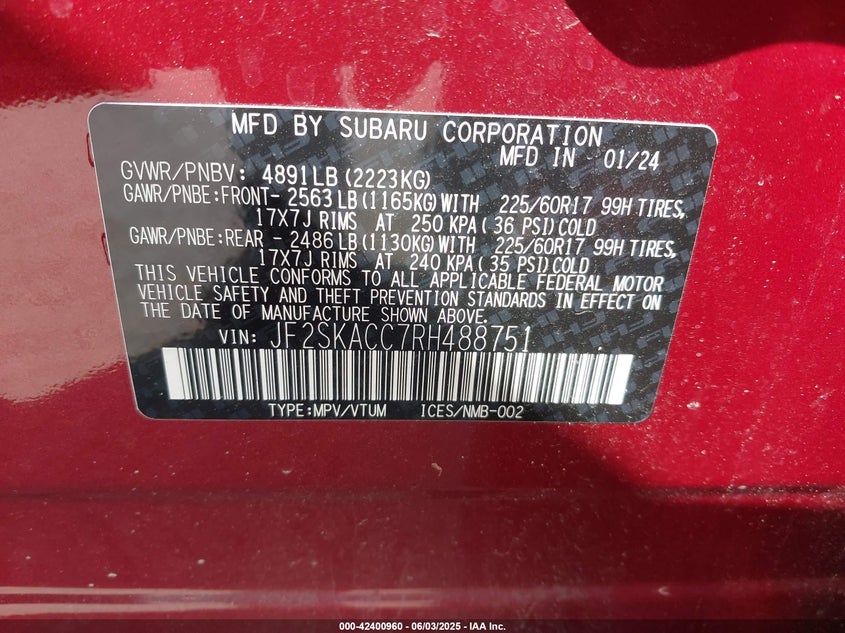 MFD BY SUBARU CORPORATION
MFD IN 01/24
GVWR/PNBV: 4891LB (2223KG)
GAWR/PNBE:FRONT- 2563LB (1165KG) WITH 225/60R17 99H TIRES,
17X7J RIMS AT 250 KPA ( 36 PSI) COLD
GAWR/PNBE:REAR - 2486LB (1130KG) WITH 225/60R17 99H TIRES,
17X7J RIMS AT 240 KPA ( 35 PSI) COLD
THIS VEHICLE CONFORMS TO ALL APPLICABLE FEDERAL MOTOR
VEHICLE SAFETY AND THEFT PREVENTION STANDARDS IN EFFECT ON
THE DATE OF MANUFACTURE SHOWN ABOVE.
VIN: JF2SKACC7RH488751
TYPE:MPV/VTUM ICES/NMB-002
000-42400960 - 06/03/2025 - IAA Inc.